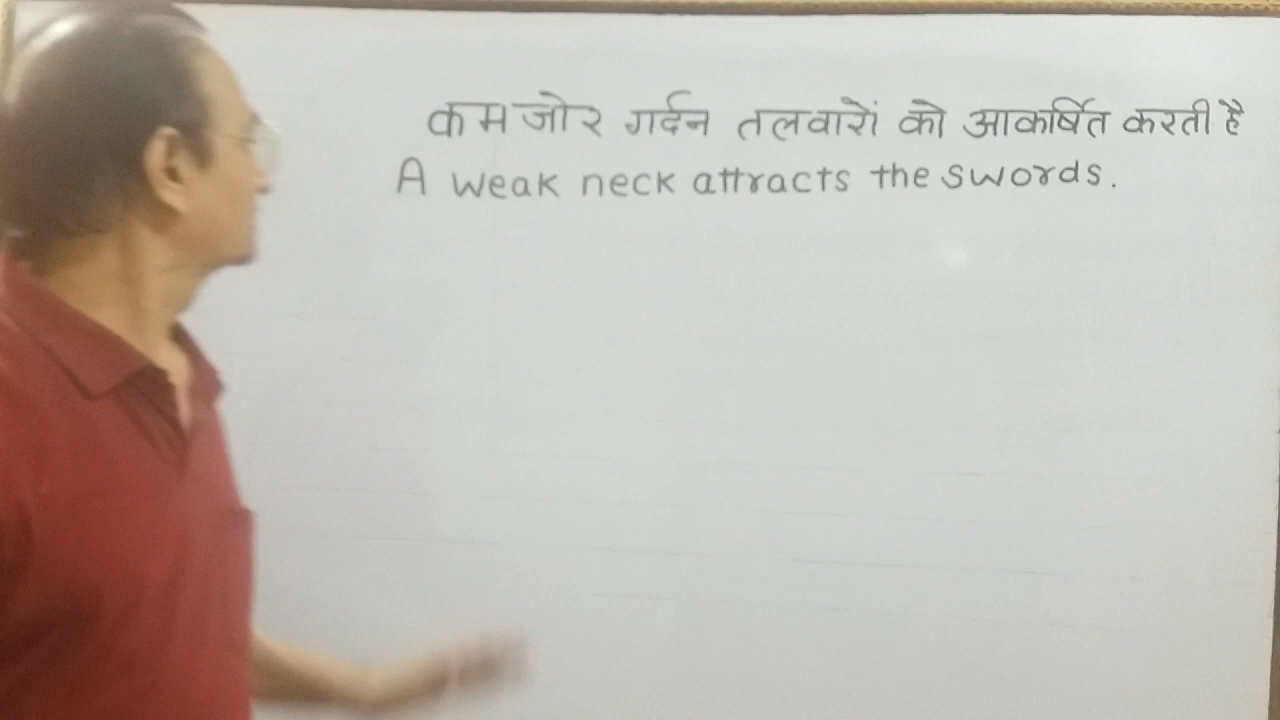 कमजोर गर्दन तलवारों को आकर्षित करती है
A weak neck attracts the swords.